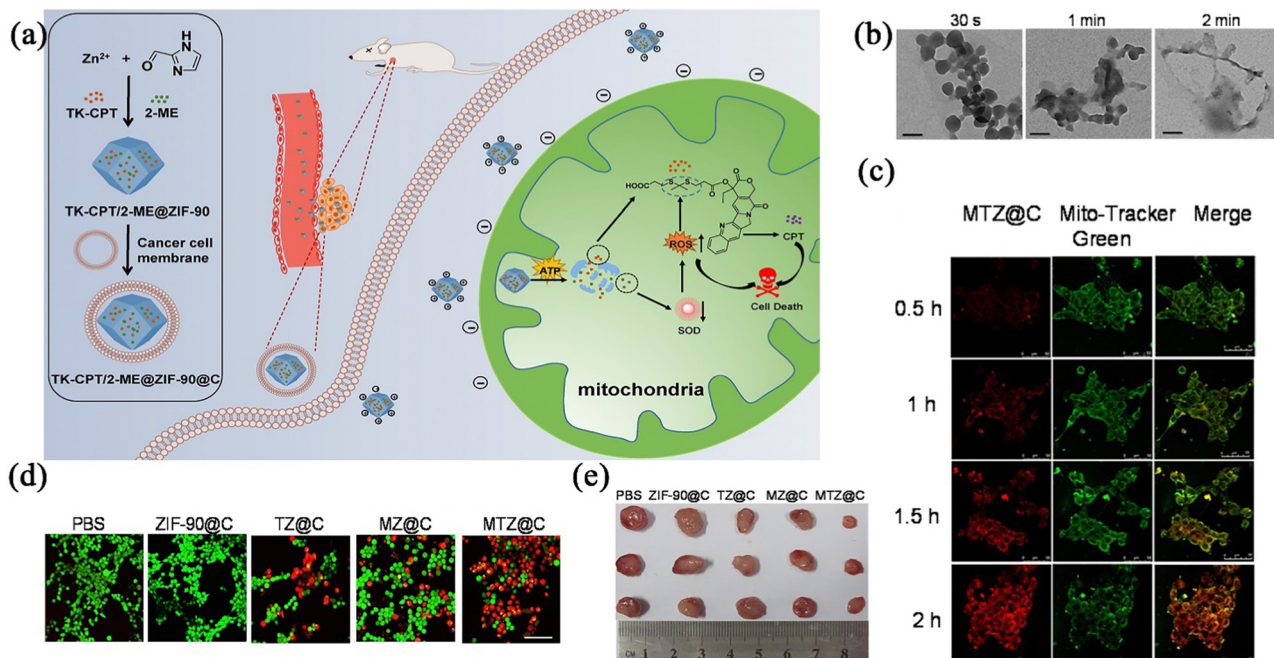 (a)
H
N
Zn²⁺ +
O
N
TK-CPT
2-ME
TK-CPT/2-ME@ZIF-90
Cancer cell
membrane
TK-CPT/2-ME@ZIF-90@C
HOOC
S
S
O
O
O
O
N
O
N
ROS
CPT
ATP
Cell Death
SOD
mitochondria
(b)
30 s
1 min
2 min
(c)
MTZ@C
Mito-Tracker
Green
Merge
0.5 h
1 h
1.5 h
2 h
(d)
PBS
ZIF-90@C
TZ@C
MZ@C
MTZ@C
(e)
PBS ZIF-90@C TZ@C MZ@C MTZ@C
CM 1 2 3 4 5 6 7 8